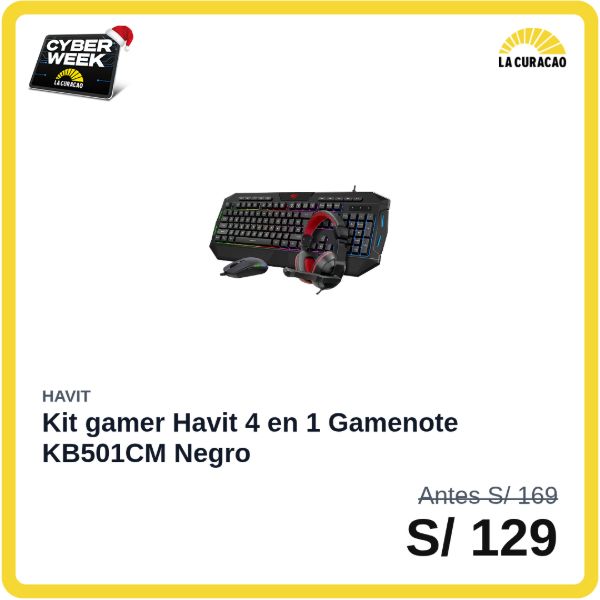 CYBER
WEEK
LA CURACAO
LA CURACAO
HAVIT
Kit gamer Havit 4 en 1 Gamenote
KB501CM Negro
Antes S/ 169
S/ 129